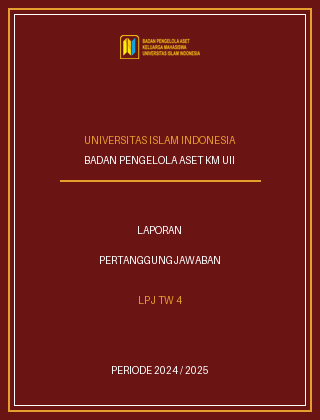 BADAN PENGELOLA ASET
KELUARGA MAHASISWA
UNIVERSITAS ISLAM INDONESIA
UNIVERSITAS ISLAM INDONESIA
BADAN PENGELOLA ASET KM UII
LAPORAN
PERTANGGUNGJAWABAN
LPJ TW 4
PERIODE 2024 / 2025